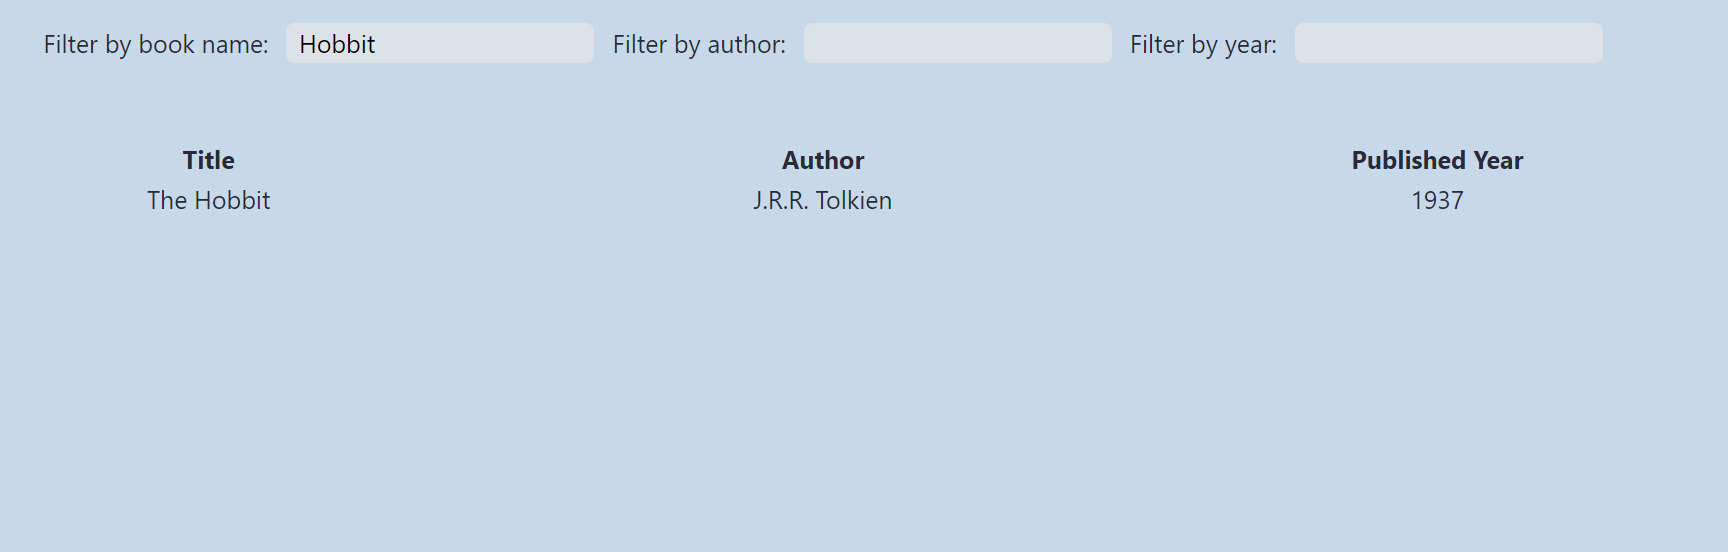 Filter by book name: Hobbit Filter by author: Filter by year:
Title Author Published Year
The Hobbit J.R.R. Tolkien 1937